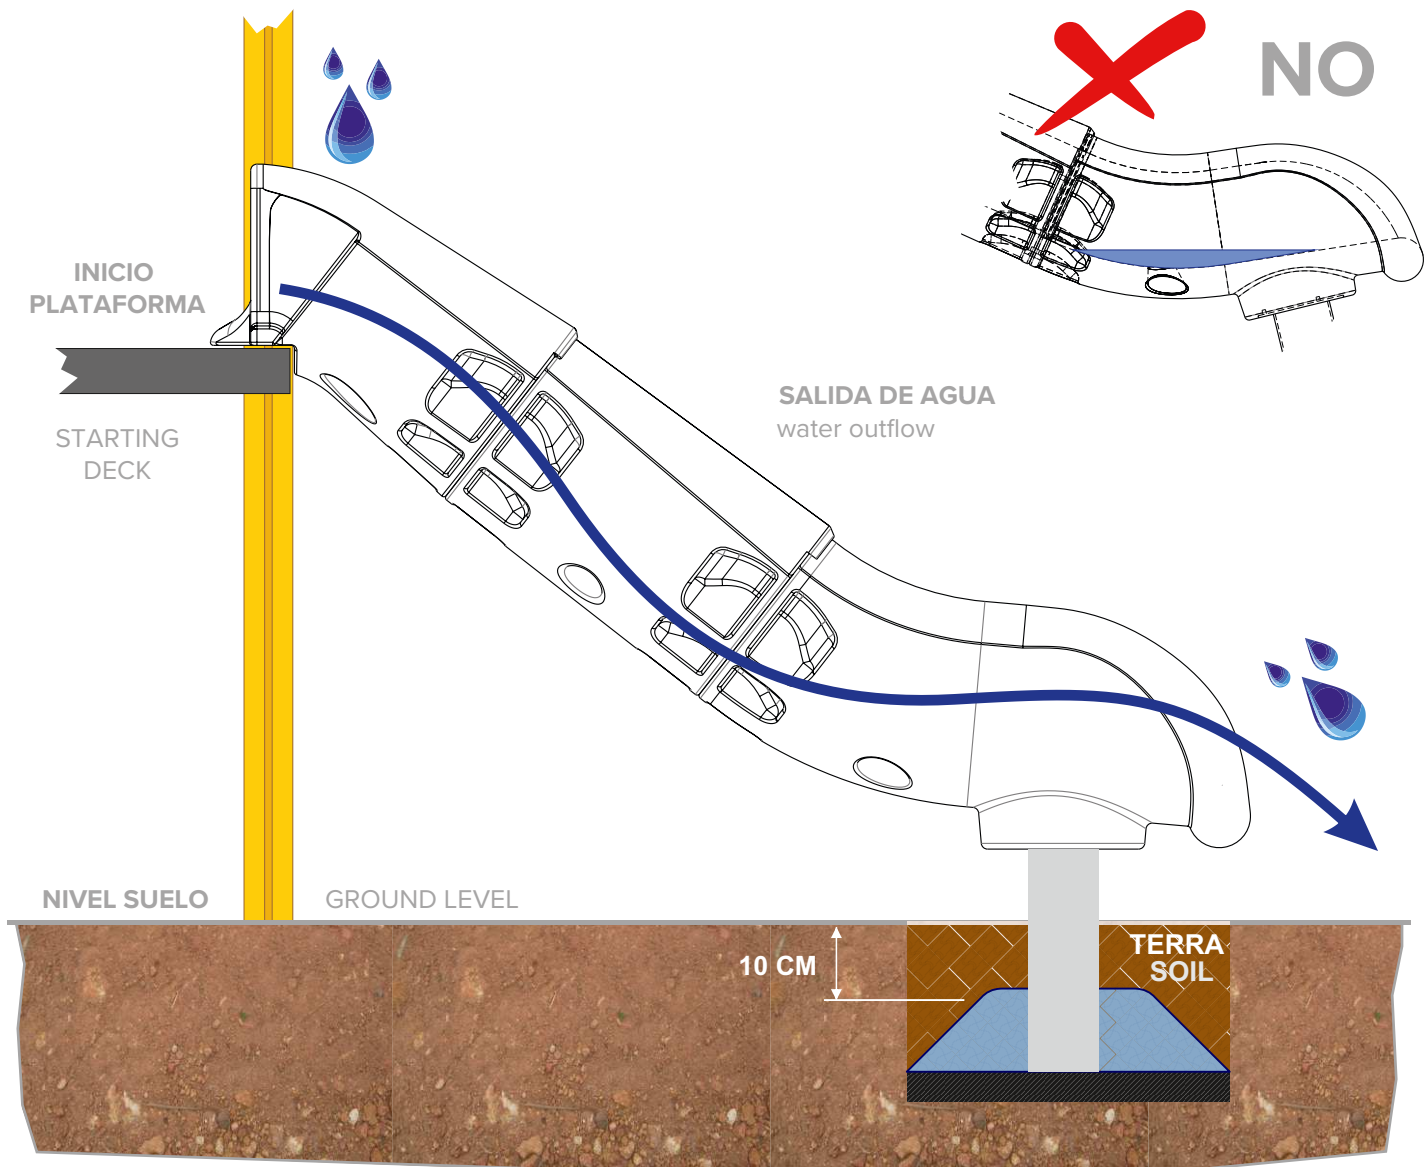 NO
INICIO
PLATAFORMA
STARTING
DECK
SALIDA DE AGUA
water outflow
NIVEL SUELO
GROUND LEVEL
10 CM
TERRA
SOIL